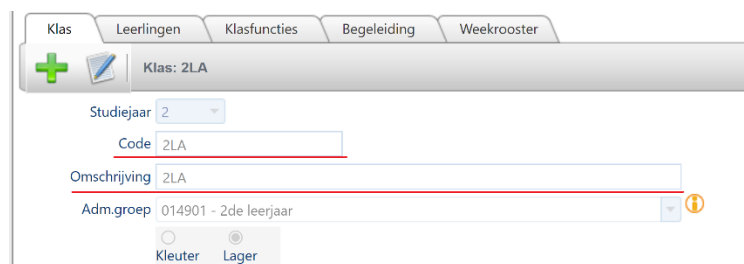 Klas Leerlingen Klasfuncties Begeleiding Weekrooster
Klas: 2LA
Studiejaar 2
Code 2LA
Omschrijving 2LA
Adm.groep 014901 - 2de leerjaar
Kleuter Lager